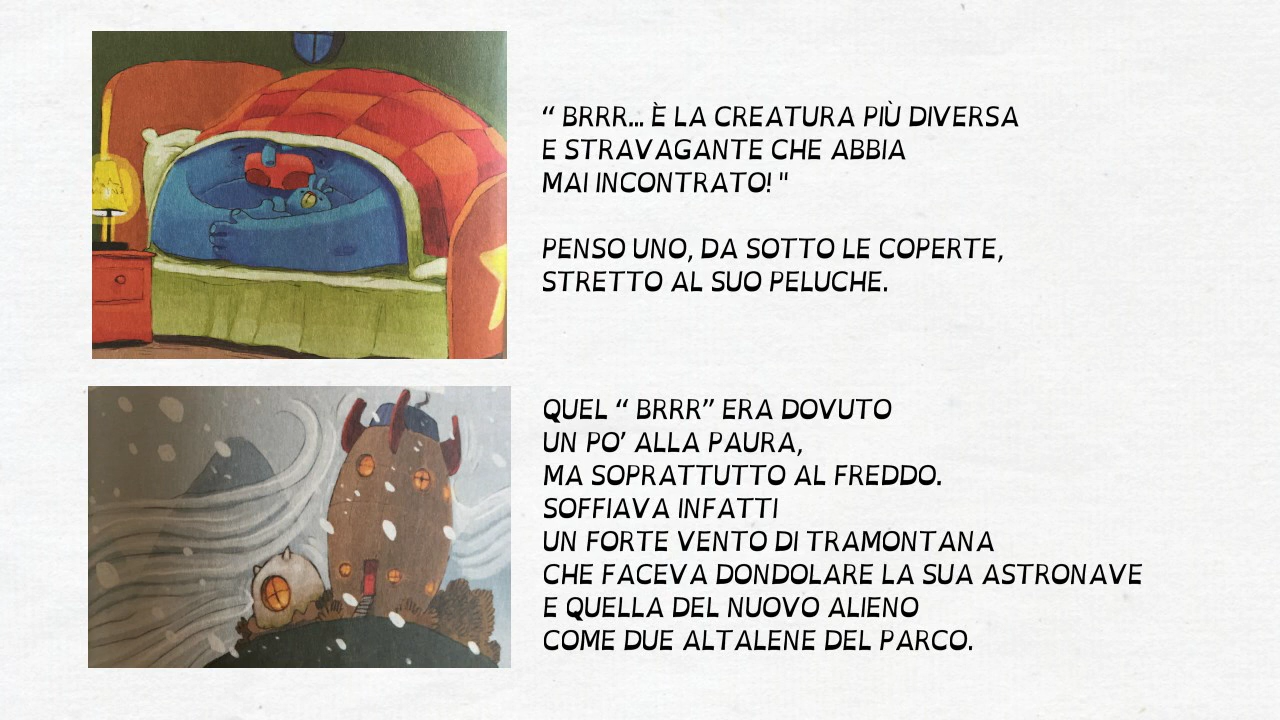 “ BRRR... È LA CREATURA PIÙ DIVERSA
E STRAVAGANTE CHE ABBIA
MAI INCONTRATO! "
PENSO UNO, DA SOTTO LE COPERTE,
STRETTO AL SUO PELUCHE.
QUEL “ BRRR” ERA DOVUTO
UN PO’ ALLA PAURA,
MA SOPRATTUTTO AL FREDDO.
SOFFIAVA INFATTI
UN FORTE VENTO DI TRAMONTANA
CHE FACEVA DONDOLARE LA SUA ASTRONAVE
E QUELLA DEL NUOVO ALIENO
COME DUE ALTALENE DEL PARCO.